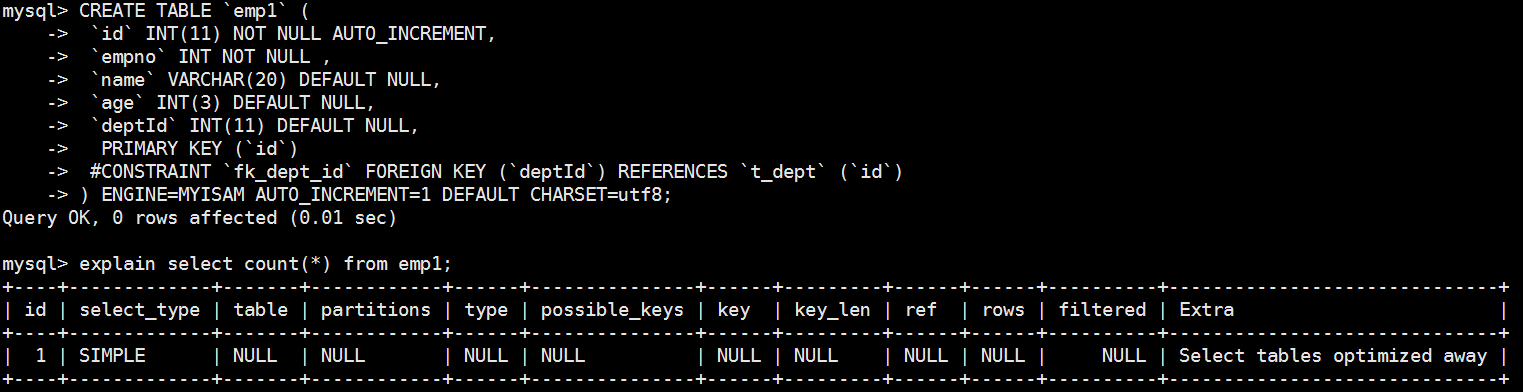 mysql> CREATE TABLE `emp1` (
    ->  `id` INT(11) NOT NULL AUTO_INCREMENT,
    ->  `empno` INT NOT NULL ,
    ->  `name` VARCHAR(20) DEFAULT NULL,
    ->  `age` INT(3) DEFAULT NULL,
    ->  `deptId` INT(11) DEFAULT NULL,
    ->   PRIMARY KEY (`id`)
    ->  #CONSTRAINT `fk_dept_id` FOREIGN KEY (`deptId`) REFERENCES `t_dept` (`id`)
    -> ) ENGINE=MYISAM AUTO_INCREMENT=1 DEFAULT CHARSET=utf8;
Query OK, 0 rows affected (0.01 sec)

mysql> explain select count(*) from emp1;
+----+-------------+-------+------------+------+---------------+------+---------+------+------+----------+------------------------------+
| id | select_type | table | partitions | type | possible_keys | key  | key_len | ref  | rows | filtered | Extra                        |
+----+-------------+-------+------------+------+---------------+------+---------+------+------+----------+------------------------------+
|  1 | SIMPLE      | NULL  | NULL       | NULL | NULL          | NULL | NULL    | NULL | NULL |     NULL | Select tables optimized away |
+----+-------------+-------+------------+------+---------------+------+---------+------+------+----------+------------------------------+